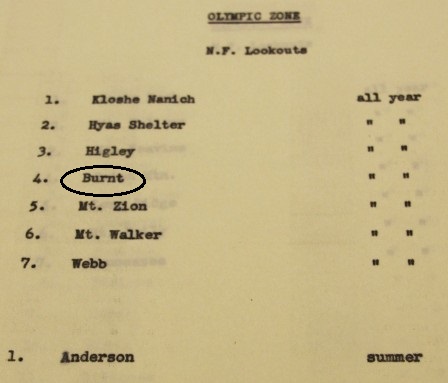 OLYMPIC ZONE
N.F. Lookouts
1. Kloshe Nanich all year
2. Hyas Shelter " "
3. Higley " "
4. Burnt " "
5. Mt. Zion " "
6. Mt. Walker " "
7. Webb " "
1. Anderson summer